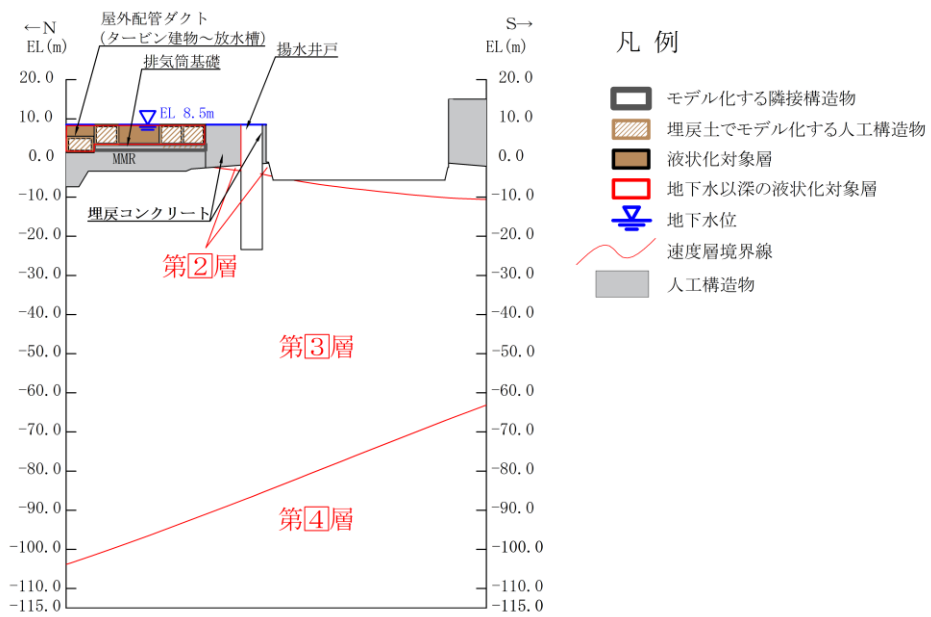 ←N
EL(m)
屋外配管ダクト
(タービン建物～放水槽)
排気筒基礎
揚水井戸
S→
EL(m)
EL 8.5m
MMR
埋戻コンクリート
第2層
第3層
第4層
20.0
10.0
0.0
-10.0
-20.0
-30.0
-40.0
-50.0
-60.0
-70.0
-80.0
-90.0
-100.0
-110.0
-115.0
20.0
10.0
0.0
-10.0
-20.0
-30.0
-40.0
-50.0
-60.0
-70.0
-80.0
-90.0
-100.0
-110.0
-115.0
凡 例
モデル化する隣接構造物
埋戻土でモデル化する人工構造物
液状化対象層
地下水以深の液状化対象層
地下水位
速度層境界線
人工構造物